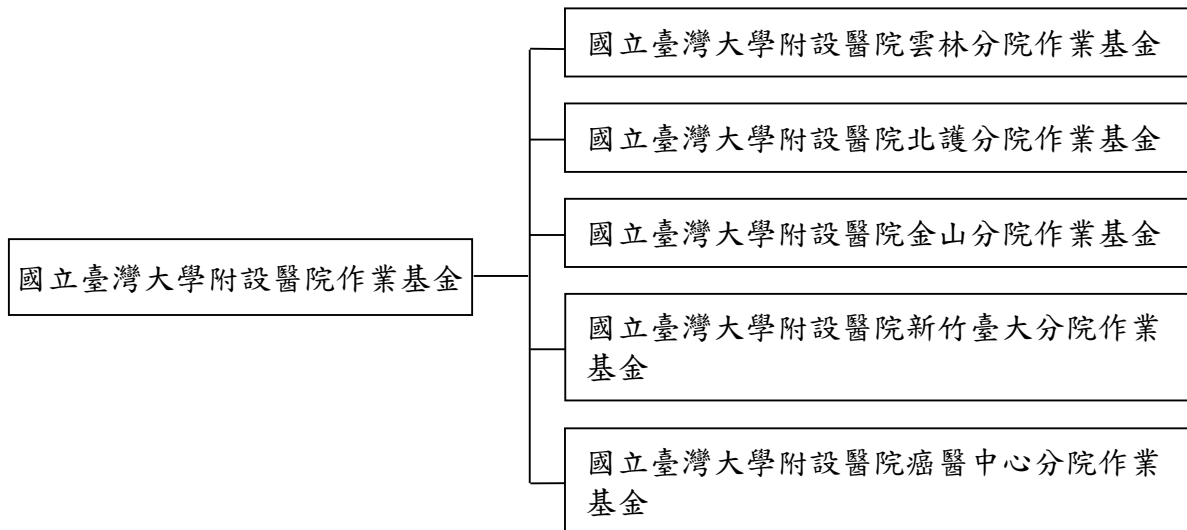 國立臺灣大學附設醫院作業基金
國立臺灣大學附設醫院雲林分院作業基金
國立臺灣大學附設醫院北護分院作業基金
國立臺灣大學附設醫院金山分院作業基金
國立臺灣大學附設醫院新竹臺大分院作業
基金
國立臺灣大學附設醫院癌醫中心分院作業
基金